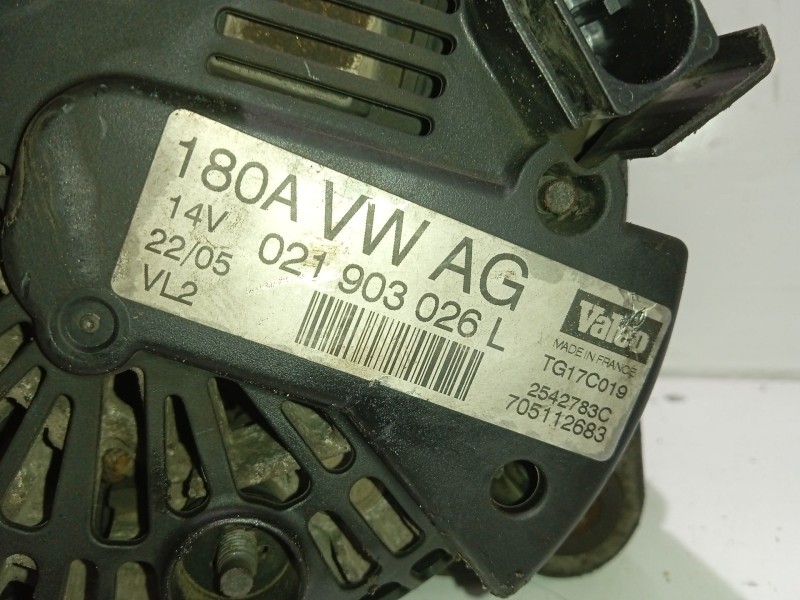 180A VW AG
14V 021 903 026 L
22/05
VL2
Valeo
MADE IN FRANCE
TG17C019
2542783C
705112683